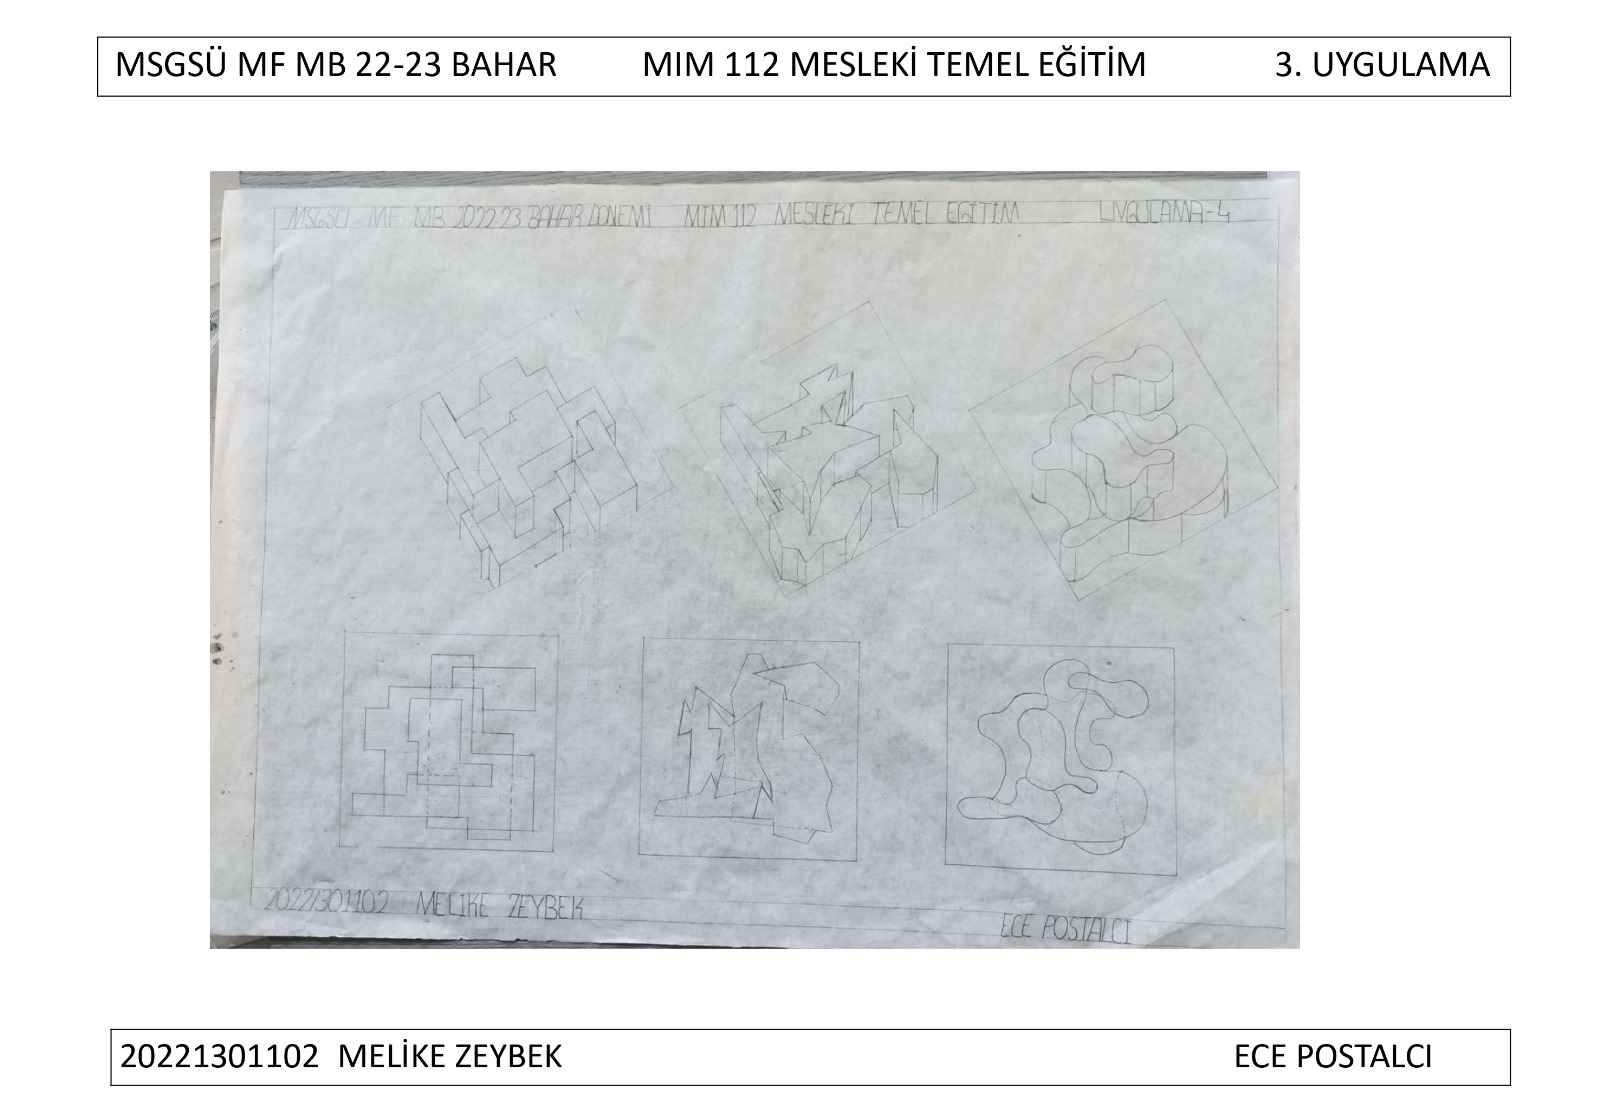 MSGSÜ MF MB 22-23 BAHAR MIM 112 MESLEKİ TEMEL EĞİTİM 3. UYGULAMA
MSGSÜ MF MB 2022-23 BAHAR DÖNEMİ MIM 112 MESLEKİ TEMEL EĞİTİM UYGULAMA-4
20221301102 MELIKE ZEYBEK
ECE POSTALCI
20221301102 MELİKE ZEYBEK ECE POSTALCI